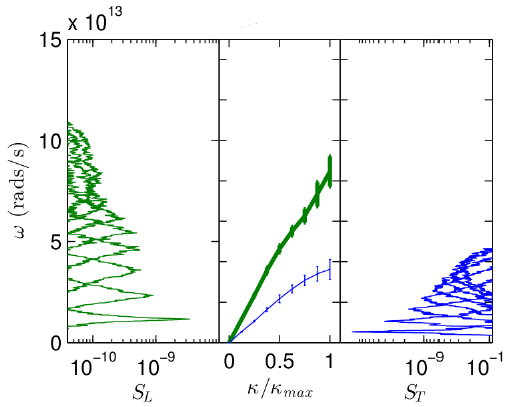 x 10^13
15
10
5
0
ω (rads/s)
10^−10 10^−9
0 0.5 1
10^−9 10^−1
S_L
κ/κ_max
S_T